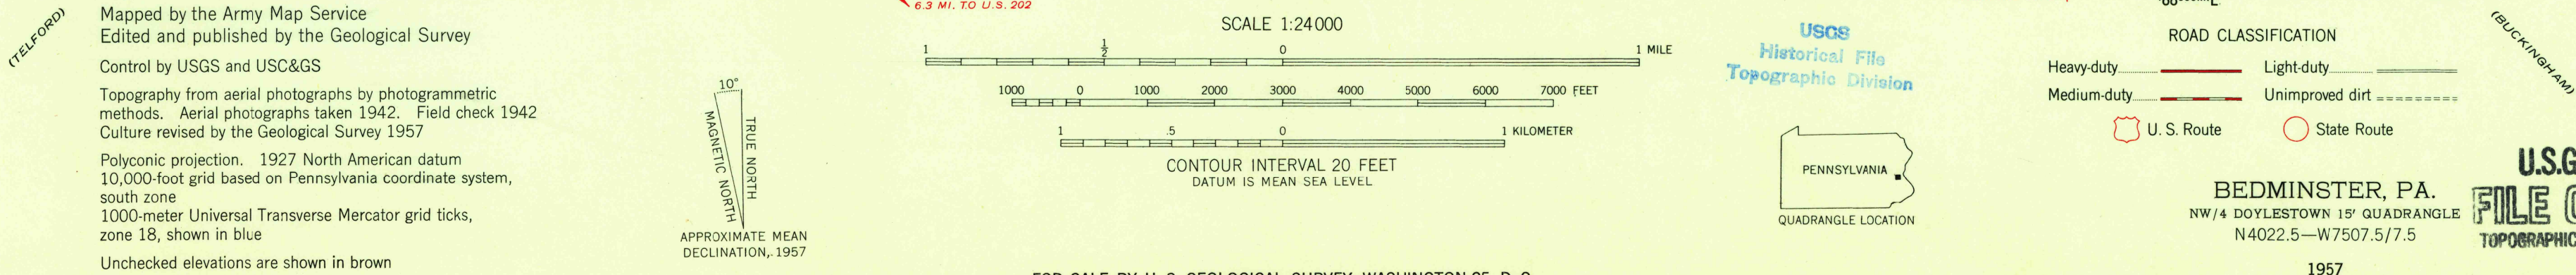 (TELFORD)
Mapped by the Army Map Service
Edited and published by the Geological Survey
Control by USGS and USC&GS
Topography from aerial photographs by photogrammetric
methods. Aerial photographs taken 1942. Field check 1942
Culture revised by the Geological Survey 1957
Polyconic projection. 1927 North American datum
10,000-foot grid based on Pennsylvania coordinate system,
south zone
1000-meter Universal Transverse Mercator grid ticks,
zone 18, shown in blue
Unchecked elevations are shown in brown
10°
MAGNETIC NORTH
TRUE NORTH
APPROXIMATE MEAN
DECLINATION, 1957
6.3 MI. TO U.S. 202
SCALE 1:24000
1 ½ 0 1 MILE
1000 0 1000 2000 3000 4000 5000 6000 7000 FEET
1 .5 0 1 KILOMETER
CONTOUR INTERVAL 20 FEET
DATUM IS MEAN SEA LEVEL
FOR SALE BY U. S. GEOLOGICAL SURVEY, WASHINGTON 25, D. C.
USGS
Historical File
Topographic Division
PENNSYLVANIA
QUADRANGLE LOCATION
ROAD CLASSIFICATION
Heavy-duty Light-duty
Medium-duty Unimproved dirt
U. S. Route State Route
(BUCKINGHAM)
BEDMINSTER, PA.
NW/4 DOYLESTOWN 15' QUADRANGLE
N4022.5—W7507.5/7.5
1957
U.S.G
FILE
TOPOGRAPHIC